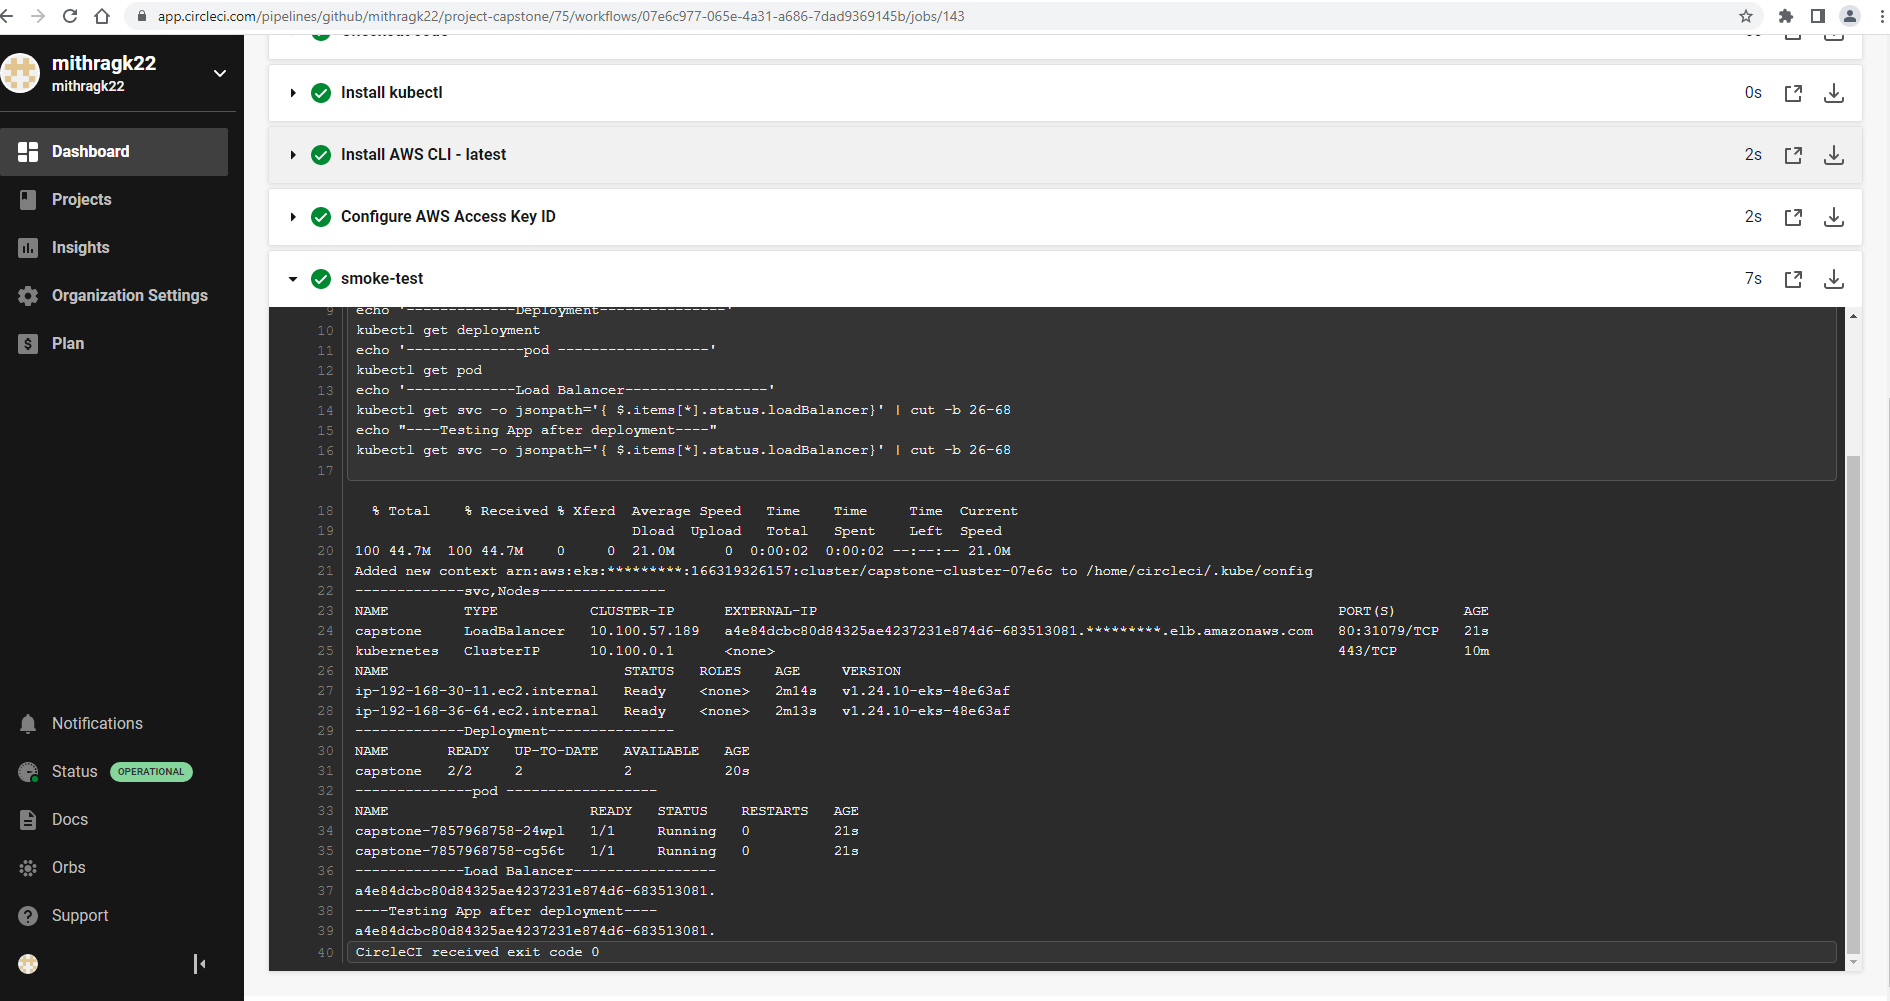 app.circleci.com/pipelines/github/mithragk22/project-capstone/75/workflows/07e6c977-065e-4a31-a686-7dad9369145b/jobs/143
mithragk22
mithragk22
Dashboard
Projects
Insights
Organization Settings
Plan
Notifications
Status OPERATIONAL
Docs
Orbs
Support
Install kubectl 0s
Install AWS CLI - latest 2s
Configure AWS Access Key ID 2s
smoke-test 7s
9 echo '-------------Deployment---------------'
10 kubectl get deployment
11 echo '--------------pod ------------------'
12 kubectl get pod
13 echo '-------------Load Balancer-----------------'
14 kubectl get svc -o jsonpath='{ $.items[*].status.loadBalancer}' | cut -b 26-68
15 echo "----Testing App after deployment----"
16 kubectl get svc -o jsonpath='{ $.items[*].status.loadBalancer}' | cut -b 26-68
17
18 % Total % Received % Xferd Average Speed Time Time Time Current
19 Dload Upload Total Spent Left Speed
20 100 44.7M 100 44.7M 0 0 21.0M 0 0:00:02 0:00:02 --:--:-- 21.0M
21 Added new context arn:aws:eks:*********:166319326157:cluster/capstone-cluster-07e6c to /home/circleci/.kube/config
22 -------------svc,Nodes---------------
23 NAME TYPE CLUSTER-IP EXTERNAL-IP PORT(S) AGE
24 capstone LoadBalancer 10.100.57.189 a4e84dcbc80d84325ae4237231e874d6-683513081.*********.elb.amazonaws.com 80:31079/TCP 21s
25 kubernetes ClusterIP 10.100.0.1 <none> 443/TCP 10m
26 NAME STATUS ROLES AGE VERSION
27 ip-192-168-30-11.ec2.internal Ready <none> 2m14s v1.24.10-eks-48e63af
28 ip-192-168-36-64.ec2.internal Ready <none> 2m13s v1.24.10-eks-48e63af
29 -------------Deployment---------------
30 NAME READY UP-TO-DATE AVAILABLE AGE
31 capstone 2/2 2 2 20s
32 --------------pod ------------------
33 NAME READY STATUS RESTARTS AGE
34 capstone-7857968758-24wpl 1/1 Running 0 21s
35 capstone-7857968758-cg56t 1/1 Running 0 21s
36 -------------Load Balancer-----------------
37 a4e84dcbc80d84325ae4237231e874d6-683513081.
38 ----Testing App after deployment----
39 a4e84dcbc80d84325ae4237231e874d6-683513081.
40 CircleCI received exit code 0